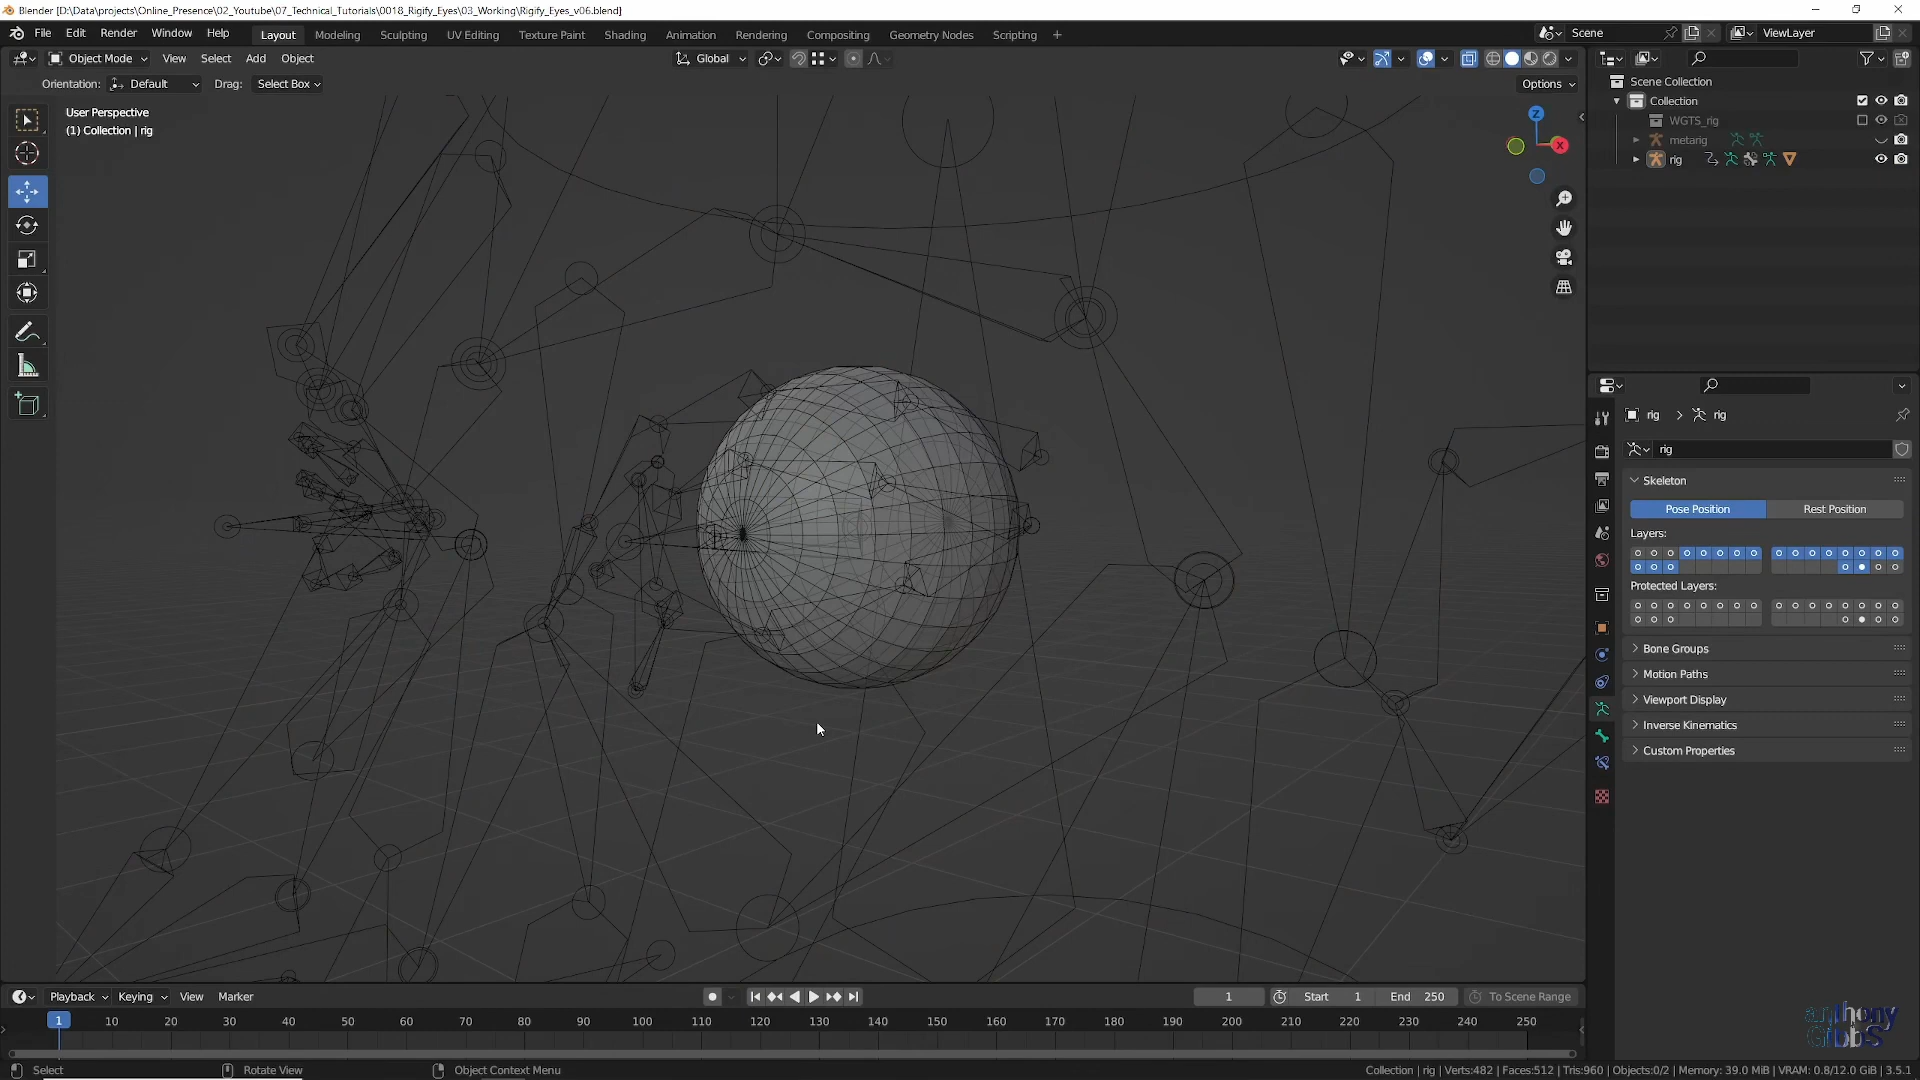 Blender [D:\Data\projects\Online_Presence\02_Youtube\07_Technical_Tutorials\0018_Rigify_Eyes\03_Working\Rigify_Eyes_v06.blend]
File Edit Render Window Help Layout Modeling Sculpting UV Editing Texture Paint Shading Animation Rendering Compositing Geometry Nodes Scripting + Scene ViewLayer
Object Mode View Select Add Object Global
Orientation: Default Drag: Select Box Options
User Perspective
(1) Collection | rig
Z
X
Scene Collection
Collection
WGTS_rig
metarig
rig
rig > rig
rig
Skeleton
Pose Position Rest Position
Layers:
Protected Layers:
Bone Groups
Motion Paths
Viewport Display
Inverse Kinematics
Custom Properties
Playback Keying View Marker 1 Start 1 End 250 To Scene Range
1 10 20 30 40 50 60 70 80 90 100 110 120 130 140 150 160 170 180 190 200 210 220 230 240 250
anthony
Gibbs
Select Rotate View Object Context Menu Collection | rig | Verts:482 | Faces:512 | Tris:960 | Objects:0/2 | Memory: 39.0 MiB | VRAM: 0.8/12.0 GiB | 3.5.1